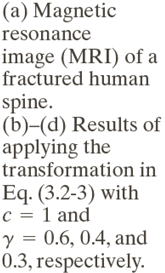 (a) Magnetic
resonance
image (MRI) of a
fractured human
spine.
(b)–(d) Results of
applying the
transformation in
Eq. (3.2-3) with
c = 1 and
γ = 0.6, 0.4, and
0.3, respectively.